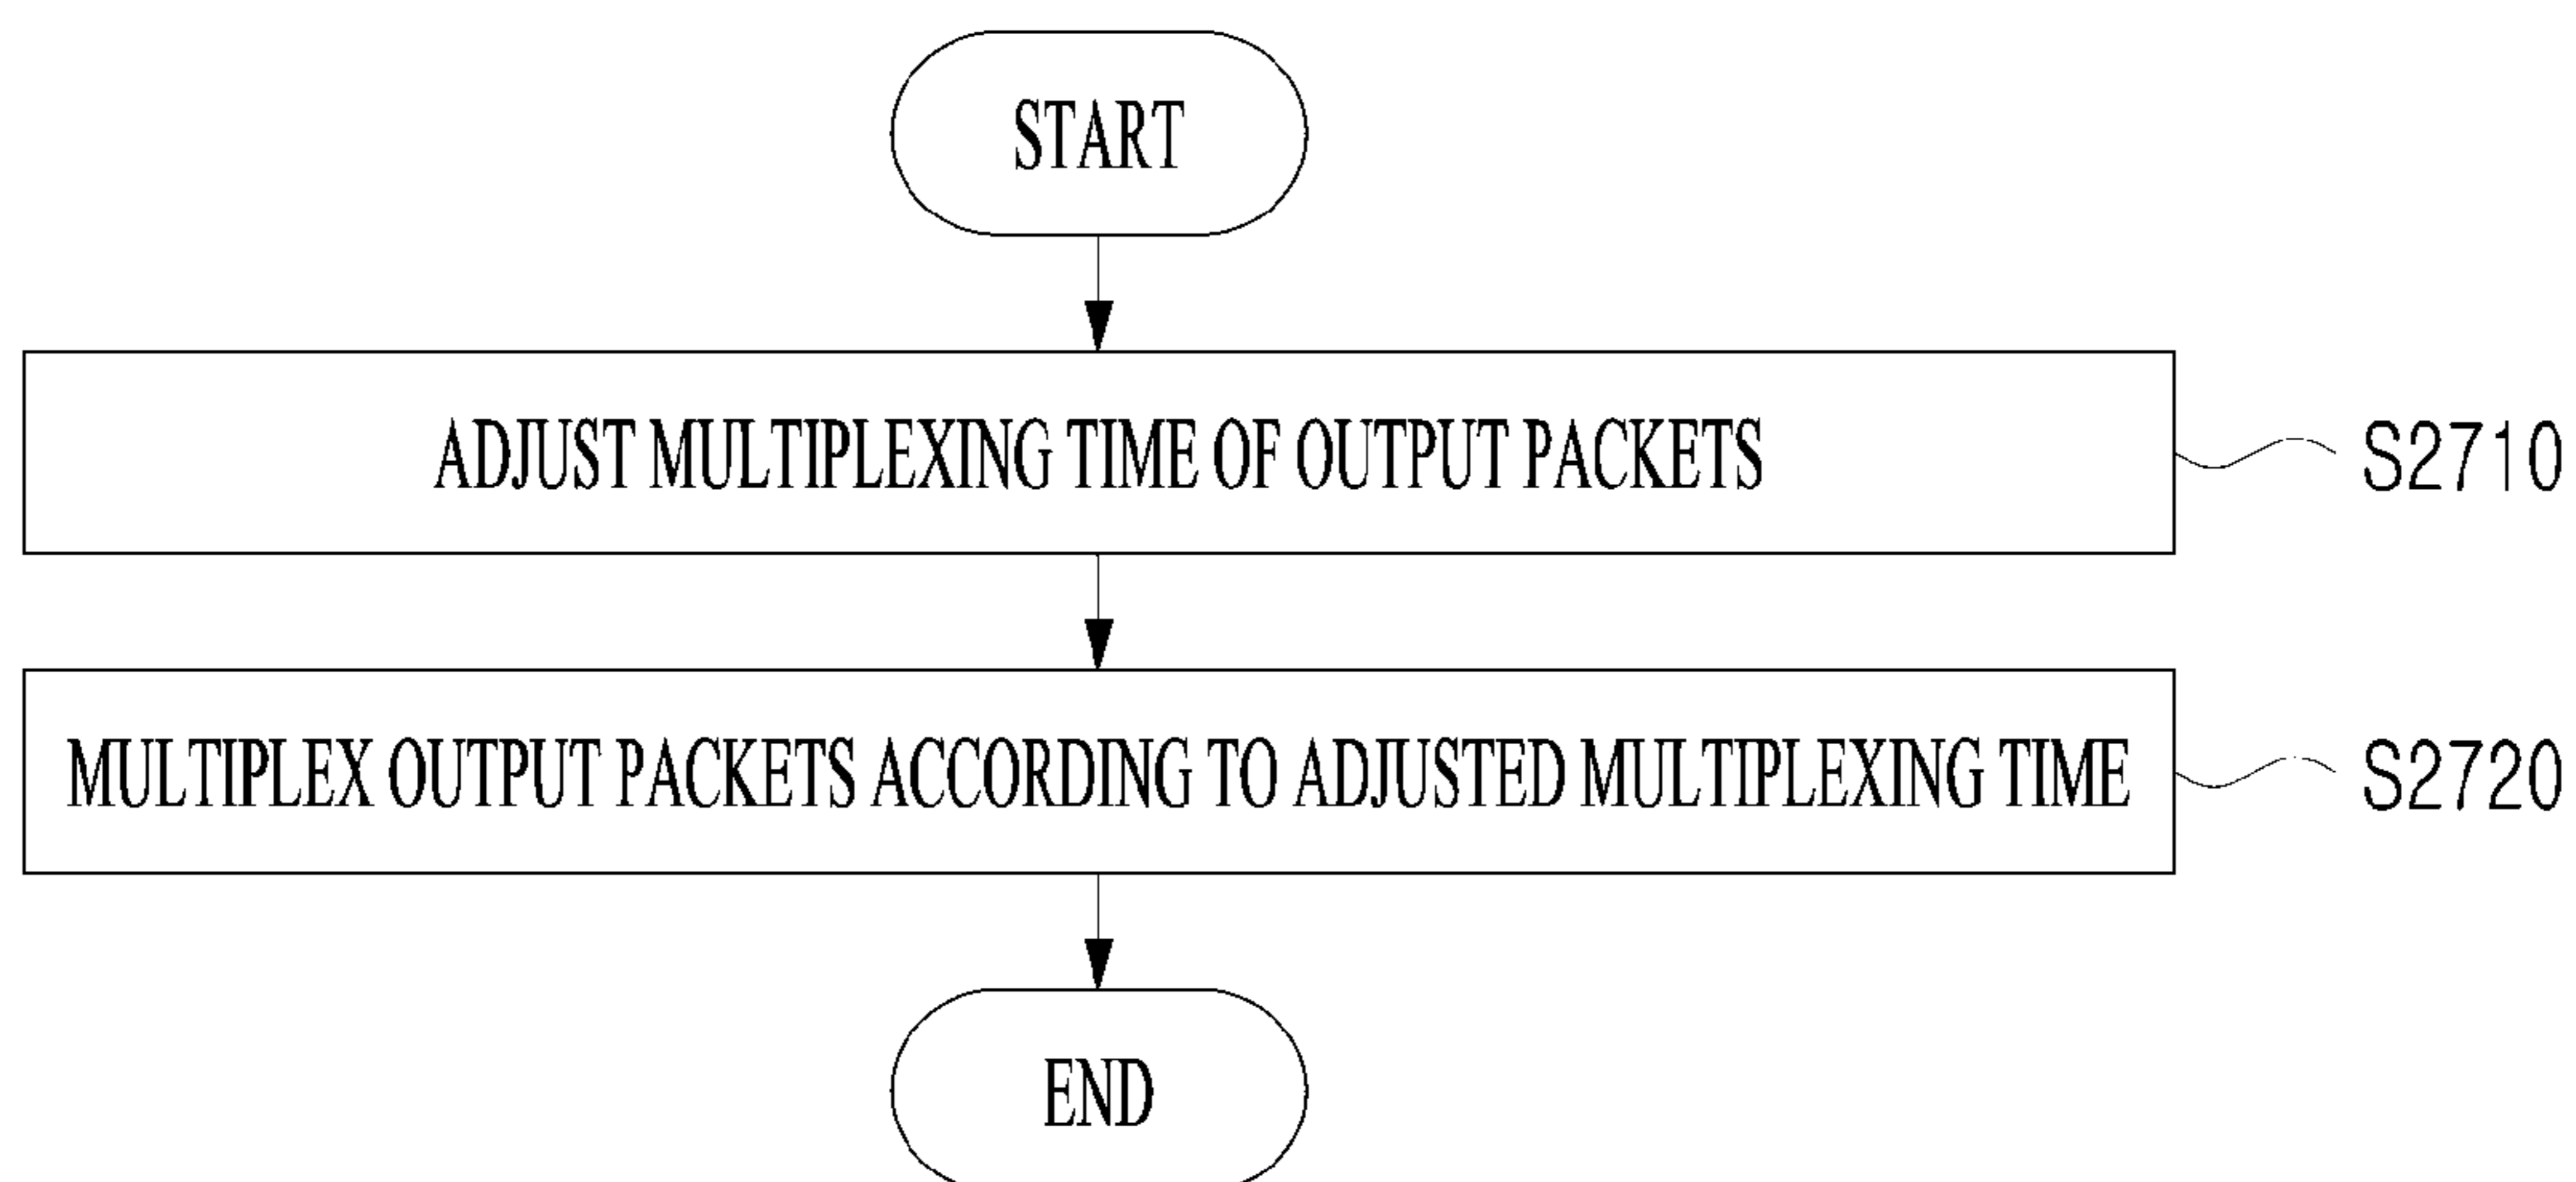 START
ADJUST MULTIPLEXING TIME OF OUTPUT PACKETS
S2710
MULTIPLEX OUTPUT PACKETS ACCORDING TO ADJUSTED MULTIPLEXING TIME
S2720
END